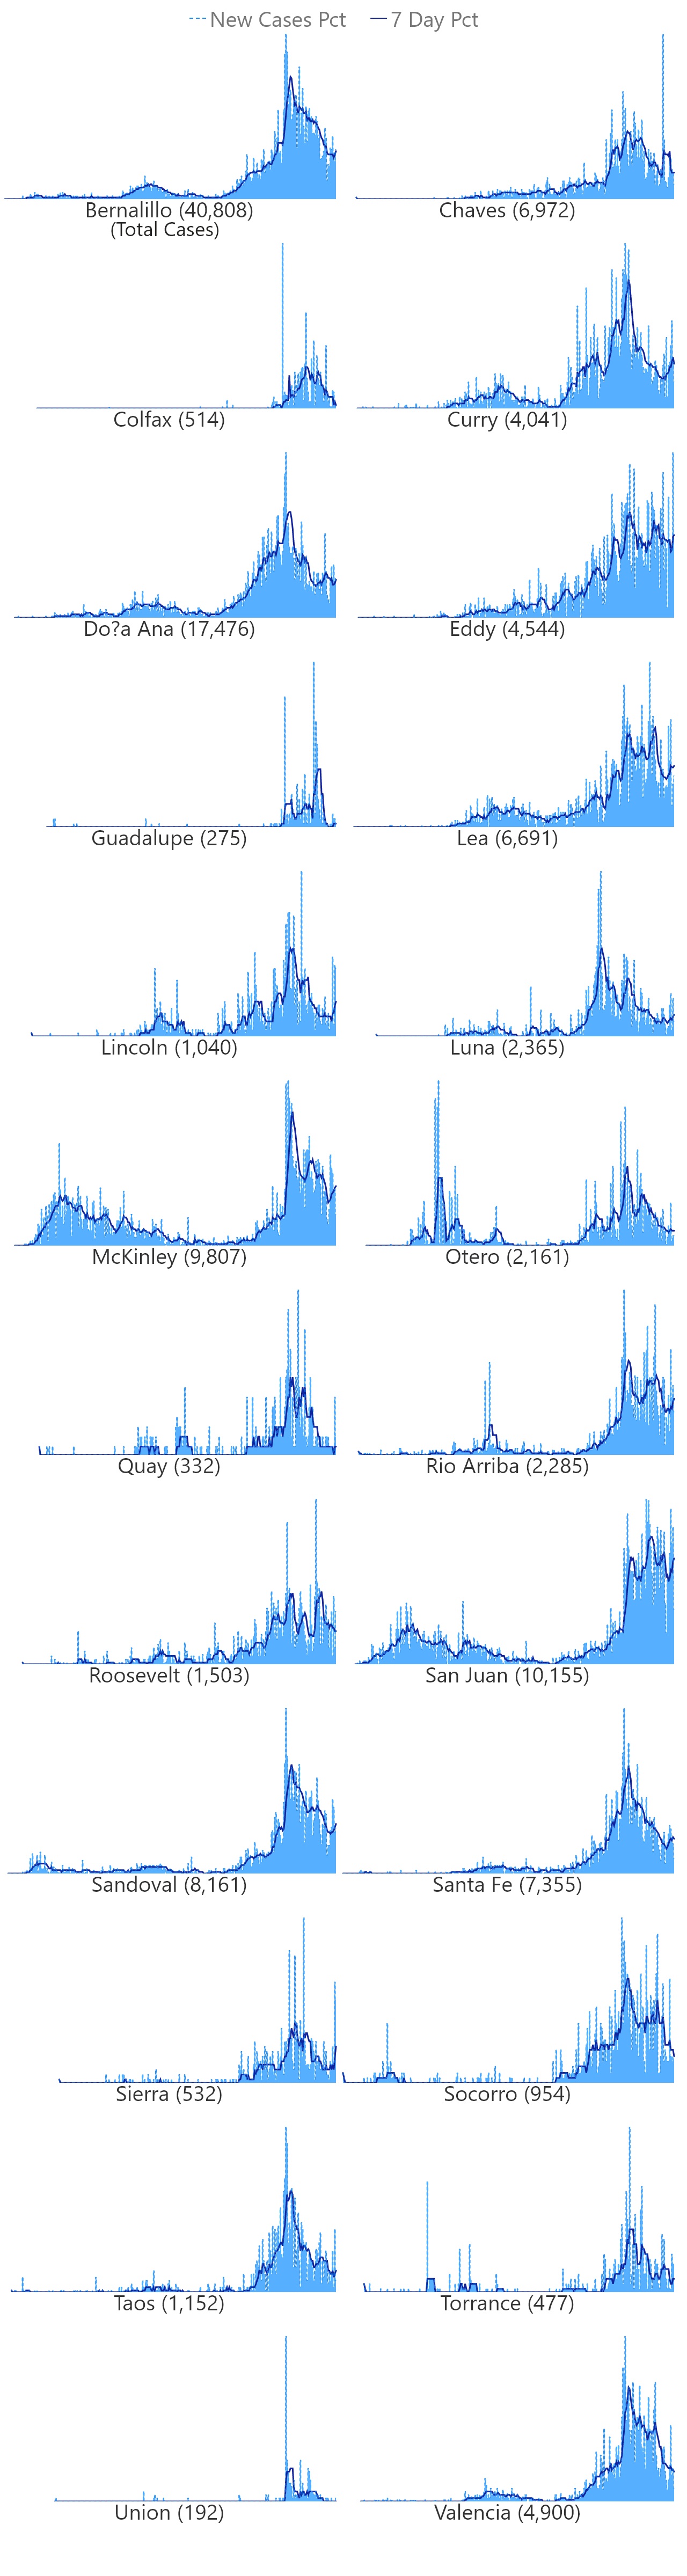 New Cases Pct 7 Day Pct
Bernalillo (40,808)
(Total Cases)
Chaves (6,972)
Colfax (514)
Curry (4,041)
Do?a Ana (17,476)
Eddy (4,544)
Guadalupe (275)
Lea (6,691)
Lincoln (1,040)
Luna (2,365)
McKinley (9,807)
Otero (2,161)
Quay (332)
Rio Arriba (2,285)
Roosevelt (1,503)
San Juan (10,155)
Sandoval (8,161)
Santa Fe (7,355)
Sierra (532)
Socorro (954)
Taos (1,152)
Torrance (477)
Union (192)
Valencia (4,900)